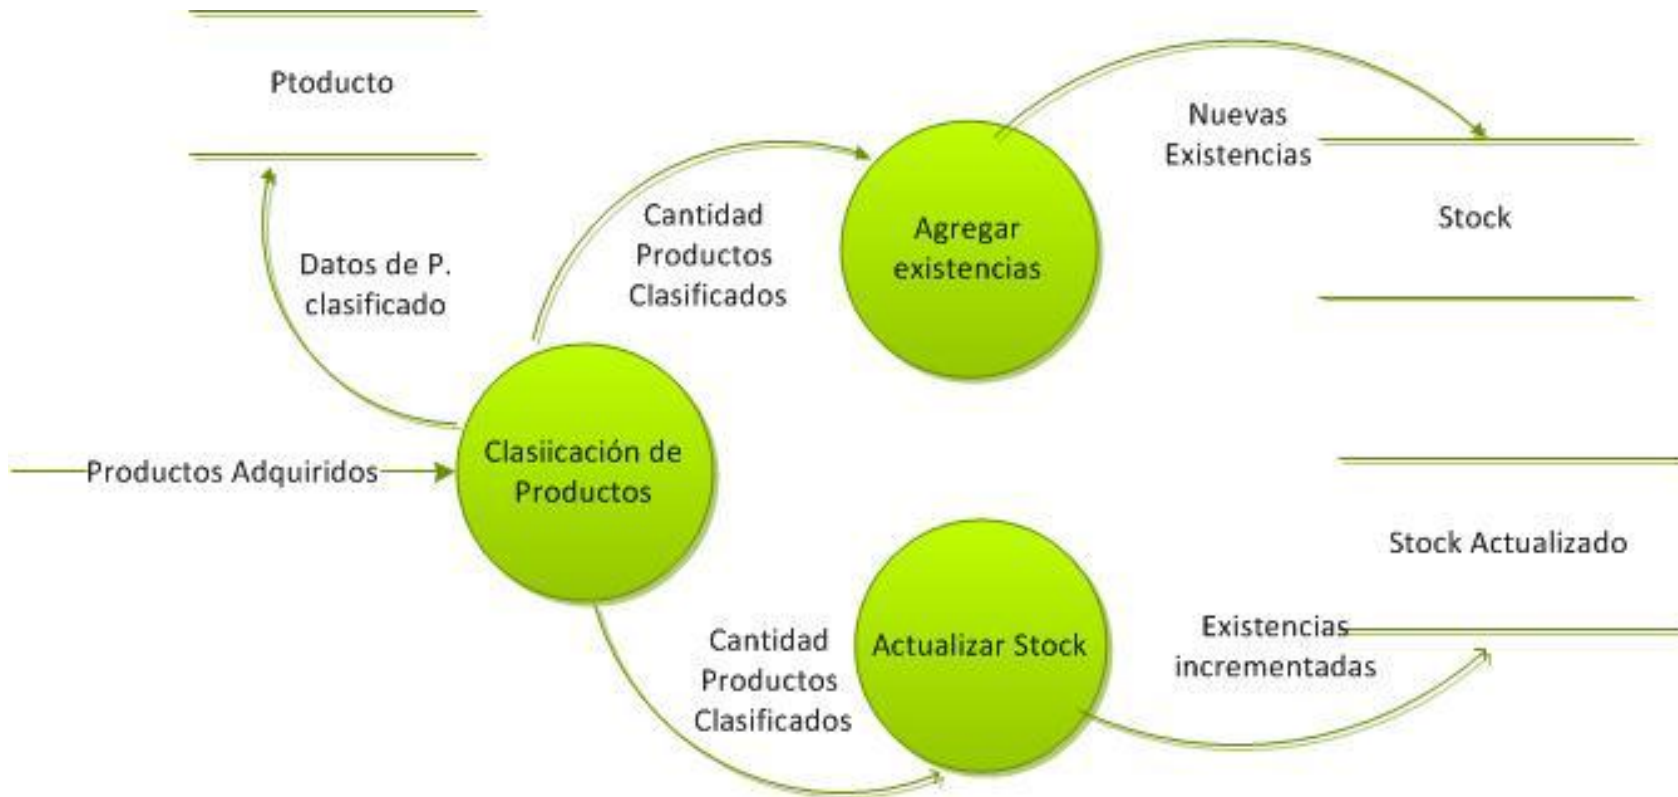 Ptoducto
Nuevas
Existencias
Cantidad
Productos
Clasificados
Agregar
existencias
Stock
Datos de P.
clasificado
Clasiicación de
Productos
Productos Adquiridos
Stock Actualizado
Cantidad
Productos
Clasificados
Actualizar Stock
Existencias
incrementadas